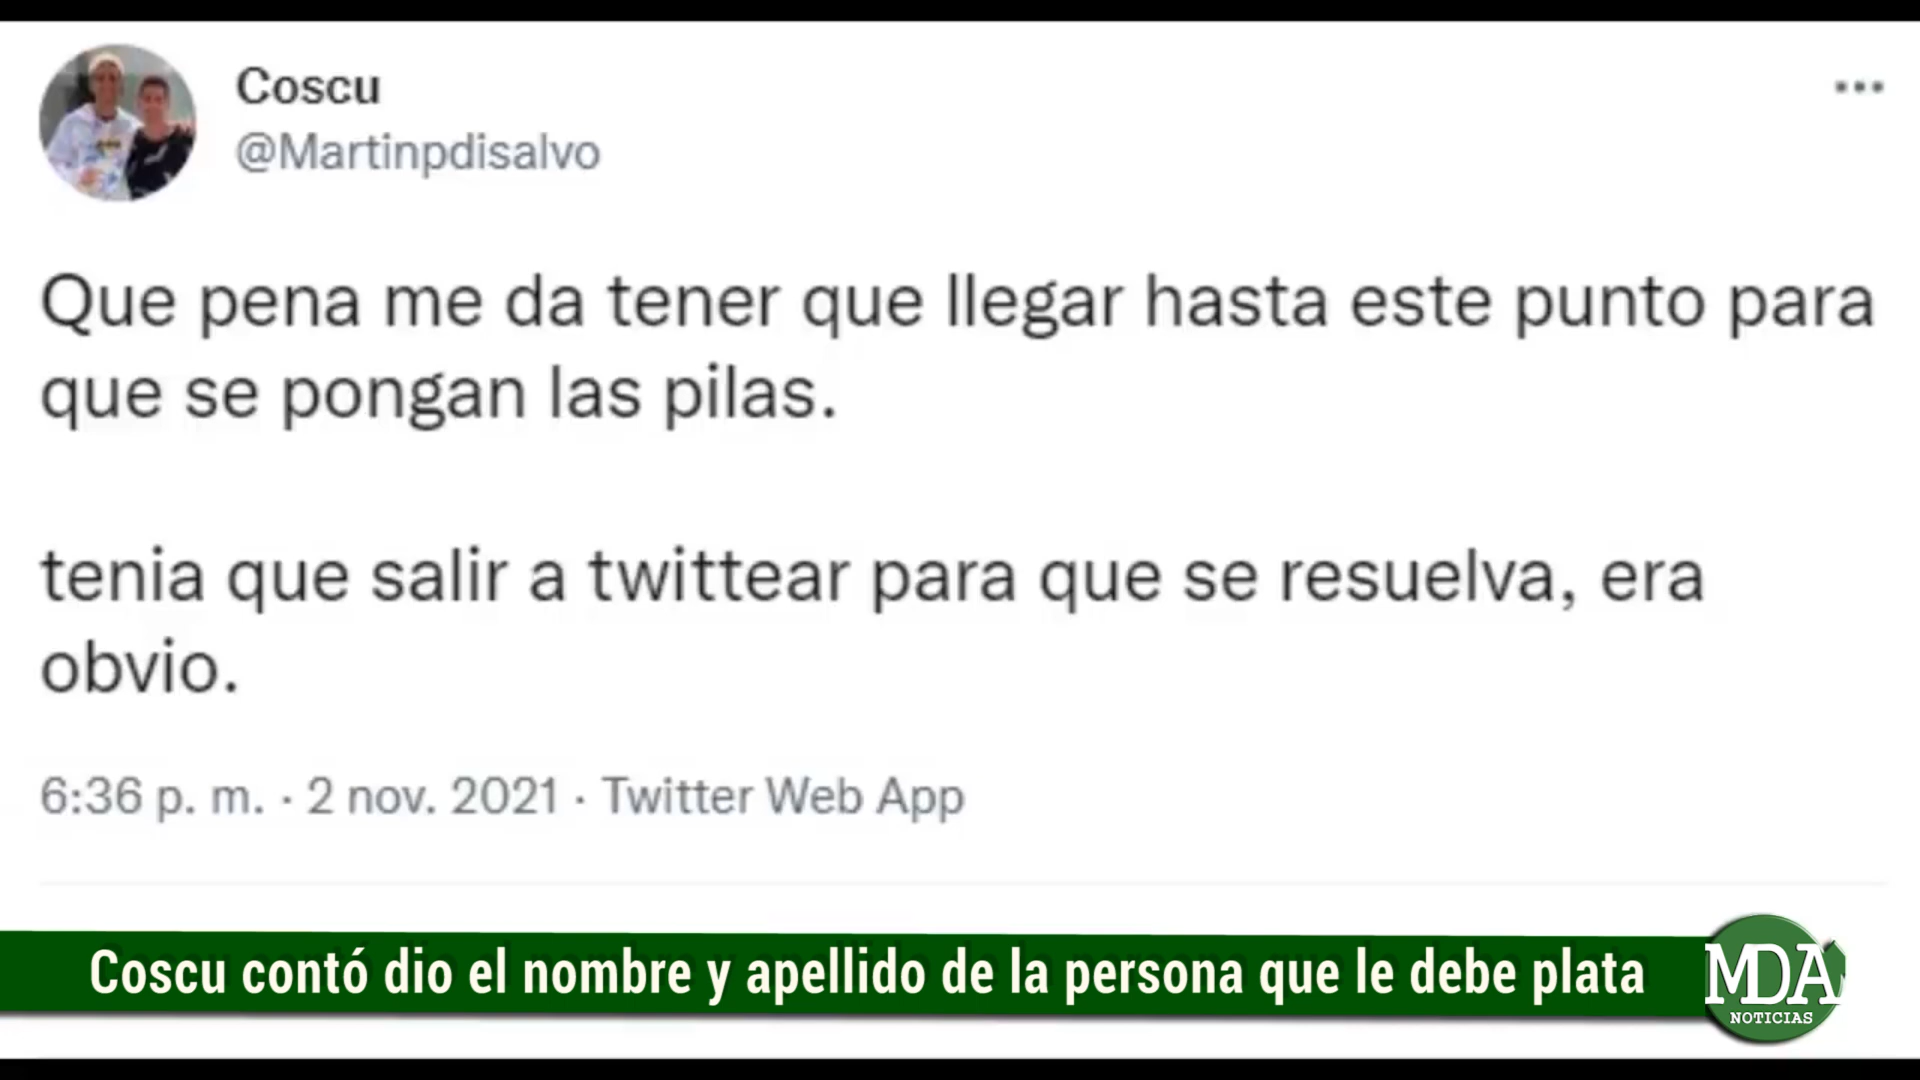 Coscu
@Martinpdisalvo
Que pena me da tener que llegar hasta este punto para
que se pongan las pilas.
tenia que salir a twittear para que se resuelva, era
obvio.
6:36 p. m. · 2 nov. 2021 · Twitter Web App
Coscu contó dio el nombre y apellido de la persona que le debe plata
MDA
NOTICIAS